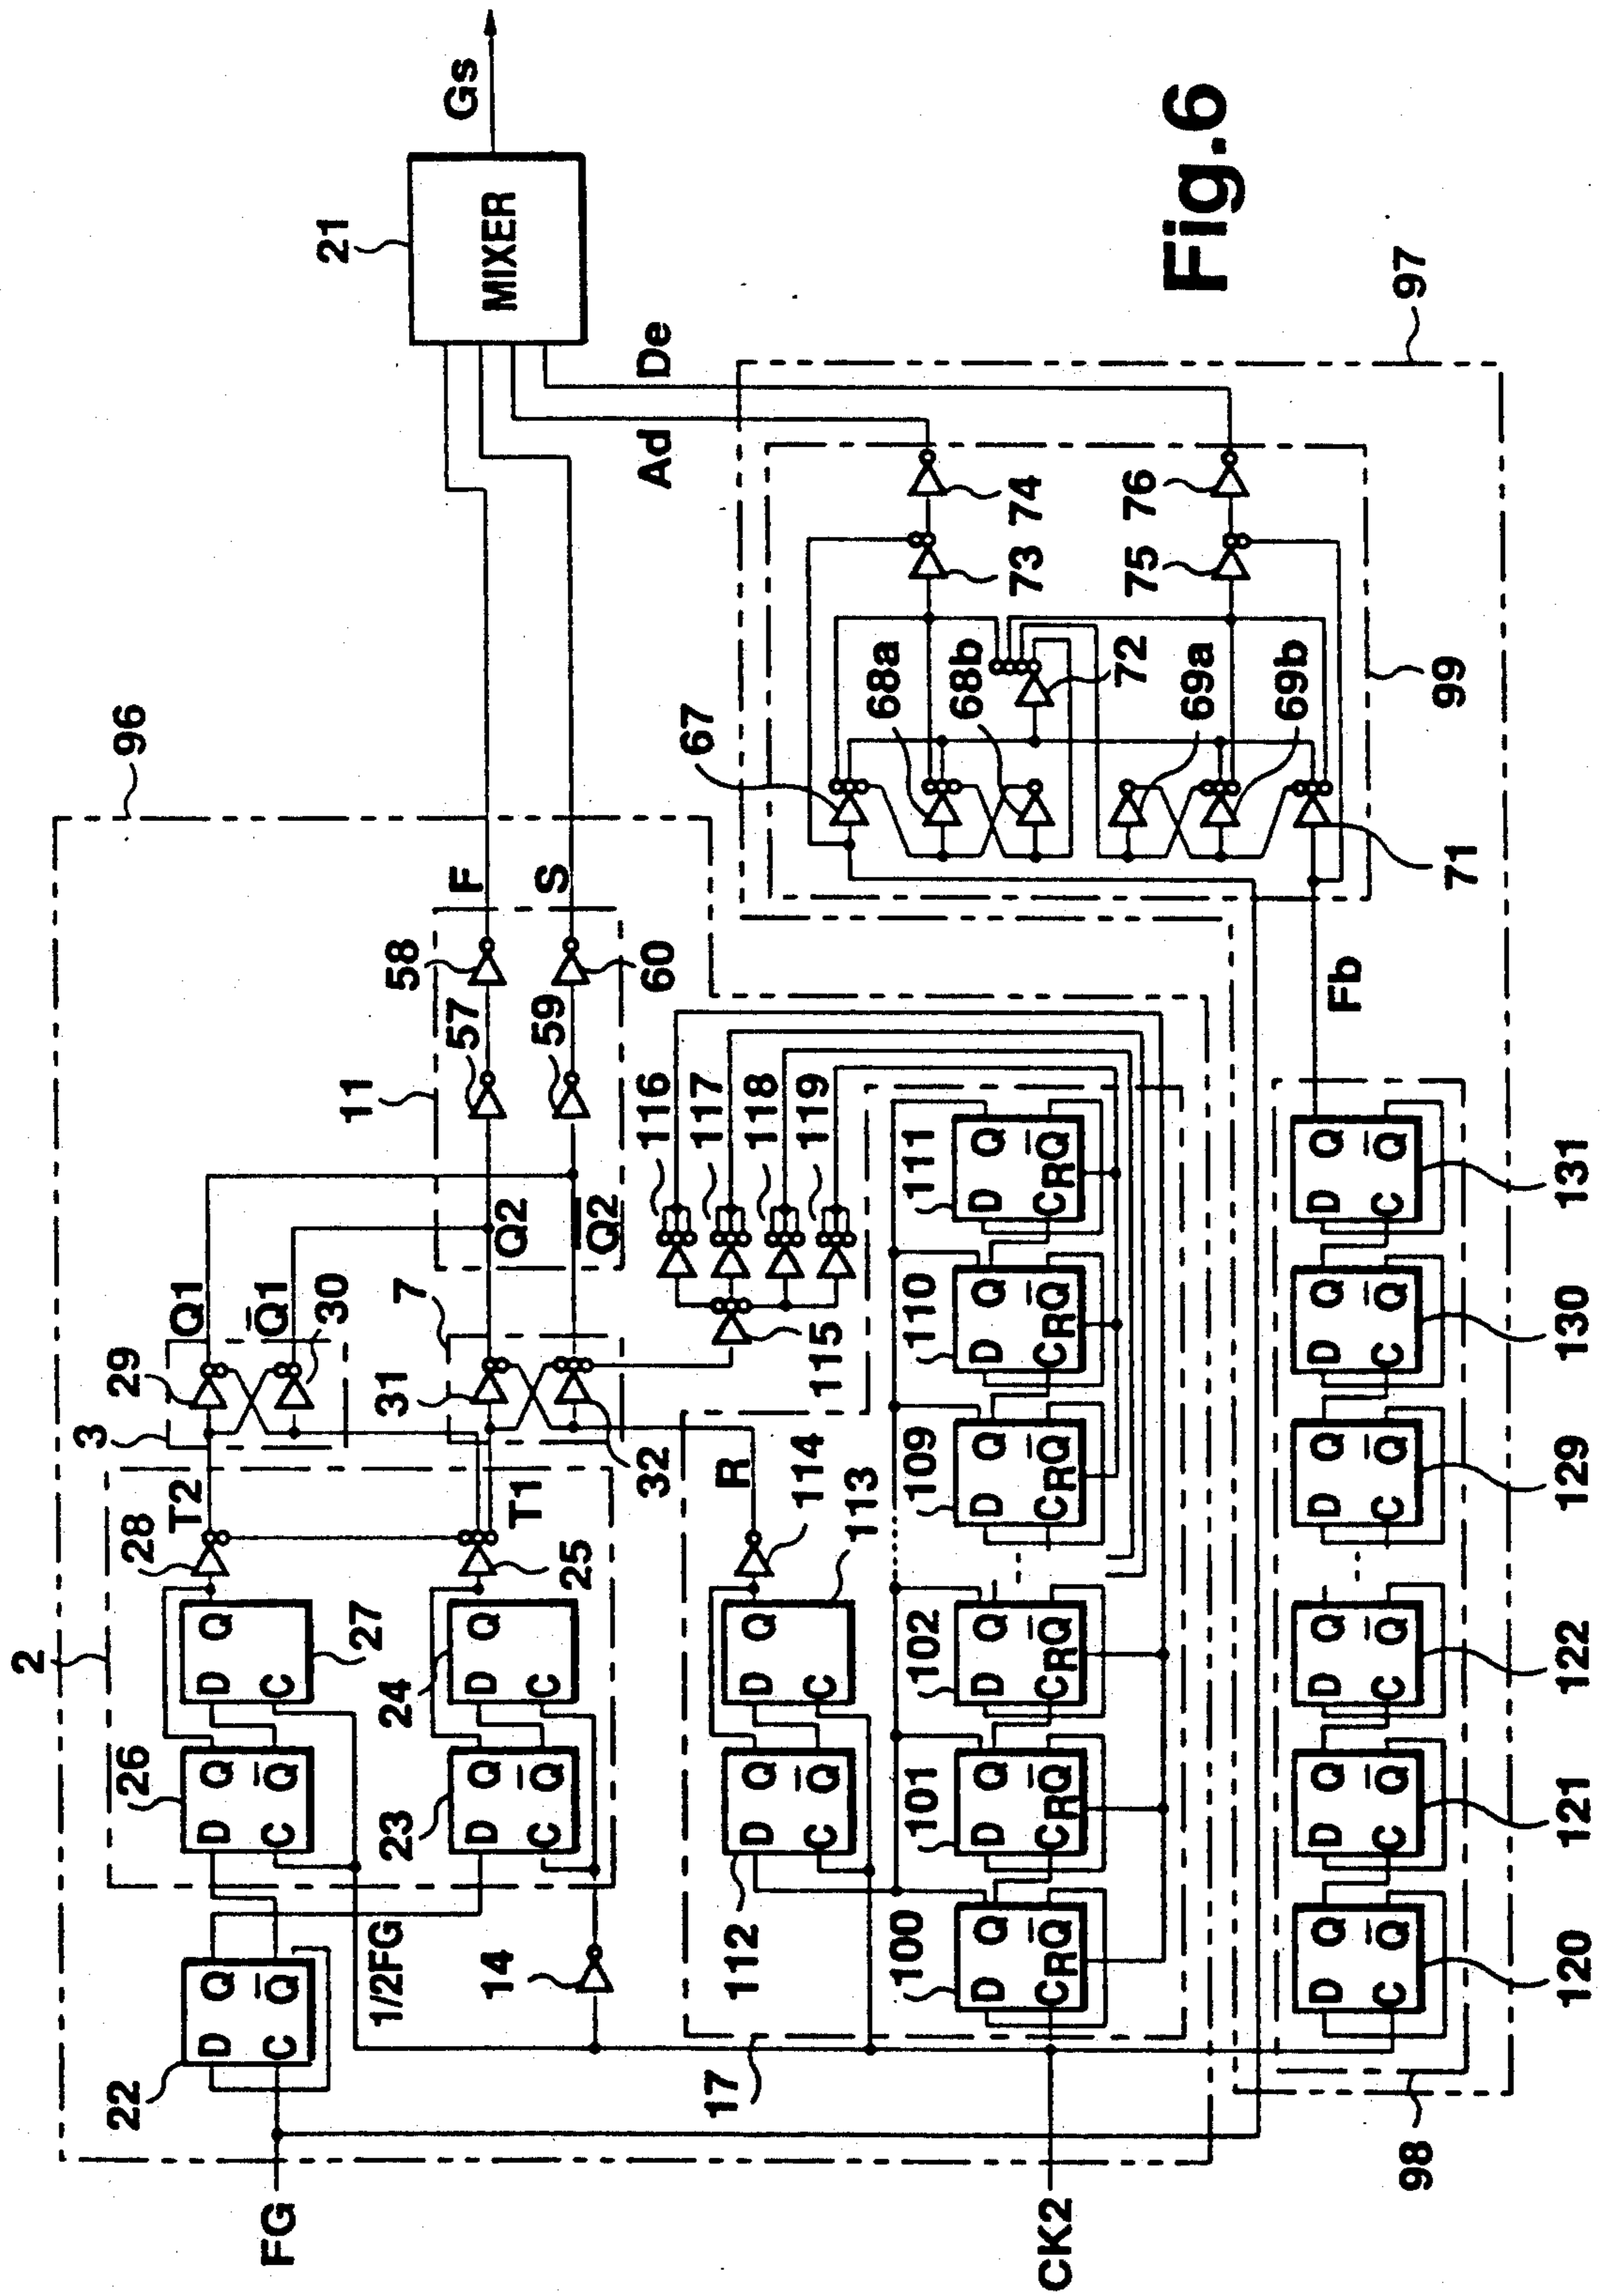 Fig.6
FG
CK2
22
D Q
C Q̄
1/2FG
2
26
D Q
C Q̄
27
D Q
C
28
T2
23
D Q
C Q̄
24
D Q
C
25
T1
14
3
29
30
Q1
Q̄1
7
31
32
11
Q2
Q̄2
57
58
59
60
F
S
96
21
MIXER
Gs
Ad
De
17
112
D Q
C Q̄
113
D Q
C
114
R
115
116
117
118
119
100
D Q
C R Q̄
101
D Q
C R Q̄
102
D Q
C R Q̄
109
D Q
C R Q̄
110
D Q
C R Q̄
111
D Q
C R Q̄
98
120
D Q
C Q̄
121
D Q
C Q̄
122
D Q
C Q̄
129
D Q
C Q̄
130
D Q
C Q̄
131
D Q
C Q̄
Fb
67
68a
68b
69a
69b
71
72
73
74
75
76
99
97